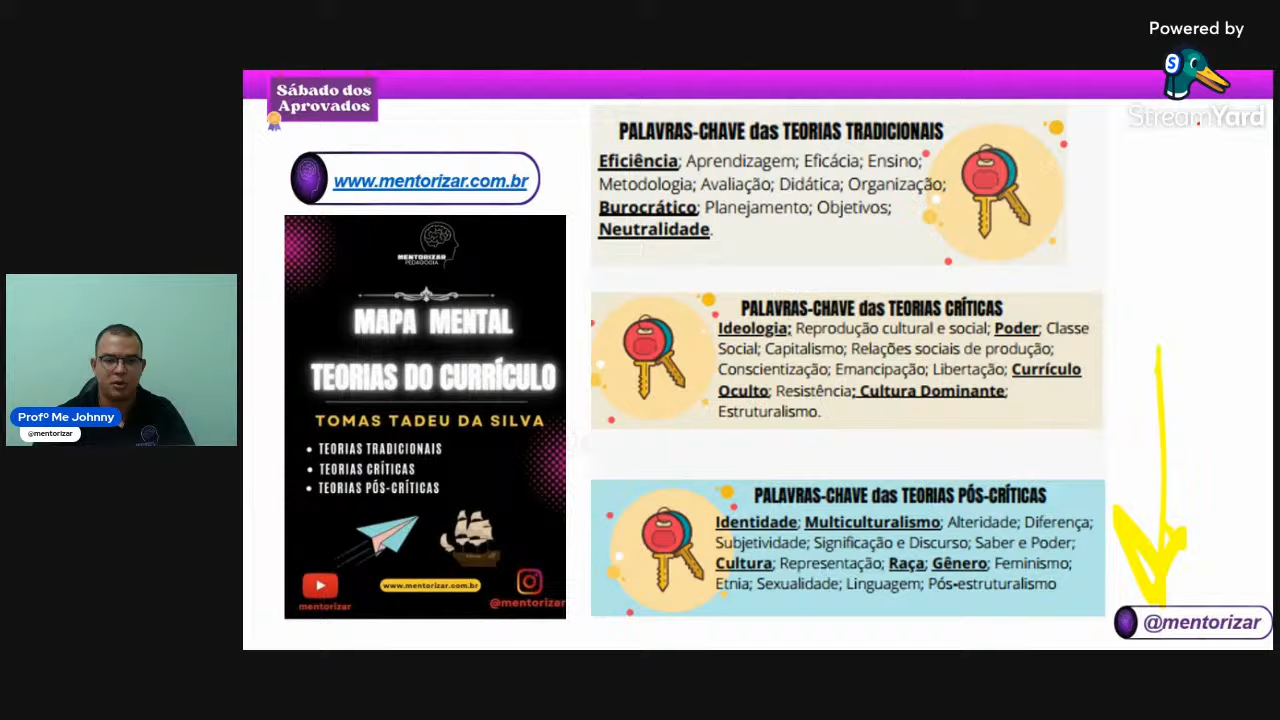 Powered by
StreamYard
Sábado dos
Aprovados
www.mentorizar.com.br
MENTORIZAR
PEDAGOGIA
MAPA MENTAL
TEORIAS DO CURRÍCULO
TOMAS TADEU DA SILVA
• TEORIAS TRADICIONAIS
• TEORIAS CRÍTICAS
• TEORIAS PÓS-CRÍTICAS
mentorizar
www.mentorizar.com.br
@mentorizar
PALAVRAS-CHAVE das TEORIAS TRADICIONAIS
Eficiência; Aprendizagem; Eficácia; Ensino;
Metodologia; Avaliação; Didática; Organização;
Burocrático; Planejamento; Objetivos;
Neutralidade.
PALAVRAS-CHAVE das TEORIAS CRÍTICAS
Ideologia; Reprodução cultural e social; Poder; Classe
Social; Capitalismo; Relações sociais de produção;
Conscientização; Emancipação; Libertação; Currículo
Oculto; Resistência; Cultura Dominante;
Estruturalismo.
PALAVRAS-CHAVE das TEORIAS PÓS-CRÍTICAS
Identidade; Multiculturalismo; Alteridade; Diferença;
Subjetividade; Significação e Discurso; Saber e Poder;
Cultura; Representação; Raça; Gênero; Feminismo;
Etnia; Sexualidade; Linguagem; Pós-estruturalismo
@mentorizar
Profº Me Johnny
@mentorizar